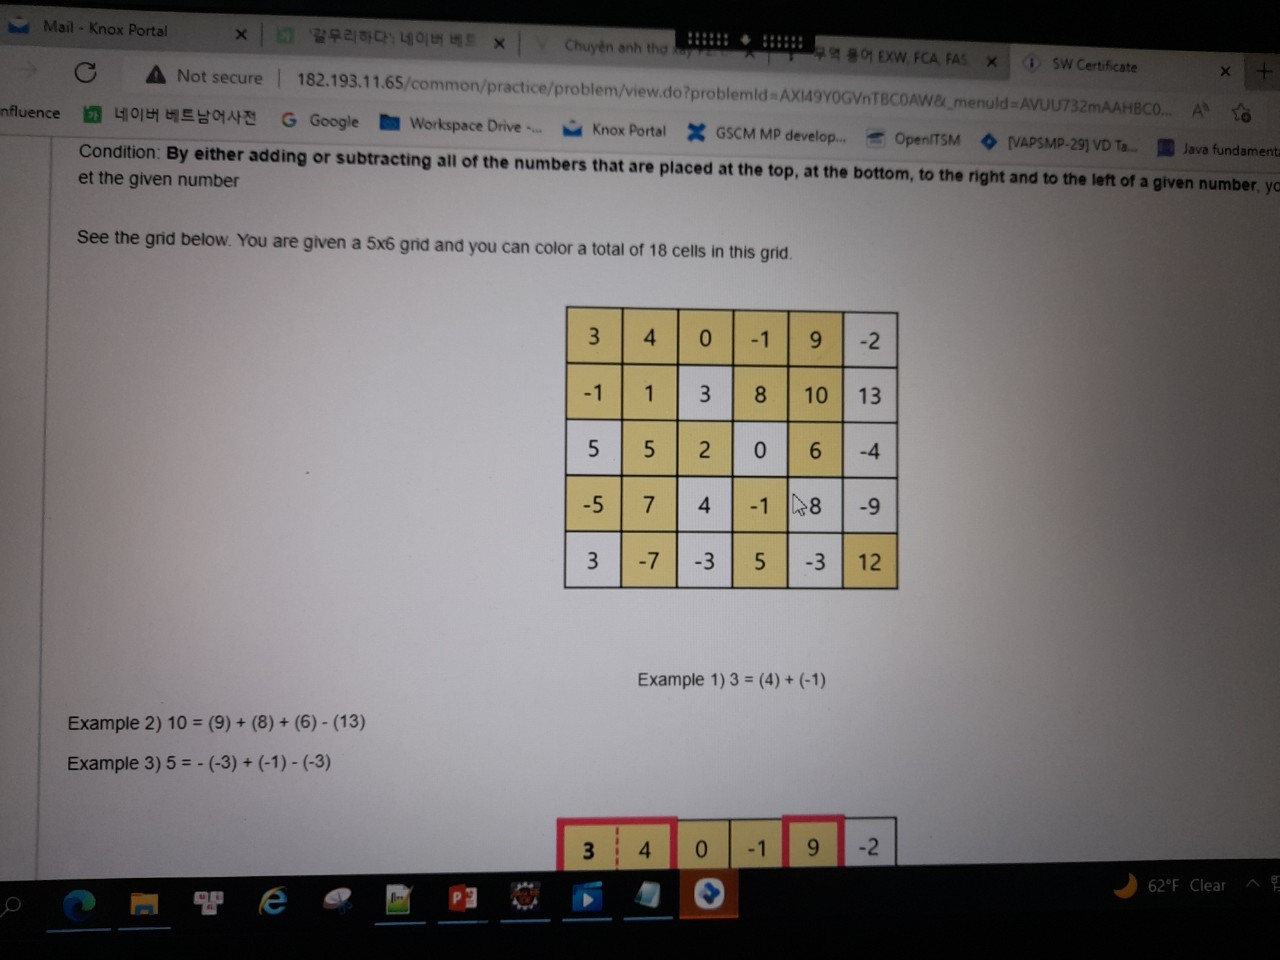 Mail - Knox Portal
'갈무리하다': 네이버 베트
Chuyện anh thợ xây
무역 용어 EXW, FCA, FAS,
SW Certificate
Not secure | 182.193.11.65/common/practice/problem/view.do?problemId=AXI49Y0GVnTBC0AW&_menuId=AVUU732mAAHBC0...
nfluence
네이버 베트남어사전
Google
Workspace Drive -...
Knox Portal
GSCM MP develop...
OpenITSM
[VAPSMP-29] VD Ta...
Java fundament
Condition: By either adding or subtracting all of the numbers that are placed at the top, at the bottom, to the right and to the left of a given number, yo
et the given number
See the grid below. You are given a 5x6 grid and you can color a total of 18 cells in this grid.
3 4 0 -1 9 -2
-1 1 3 8 10 13
5 5 2 0 6 -4
-5 7 4 -1 8 -9
3 -7 -3 5 -3 12
Example 1) 3 = (4) + (-1)
Example 2) 10 = (9) + (8) + (6) - (13)
Example 3) 5 = - (-3) + (-1) - (-3)
3 4 0 -1 9 -2
62°F Clear